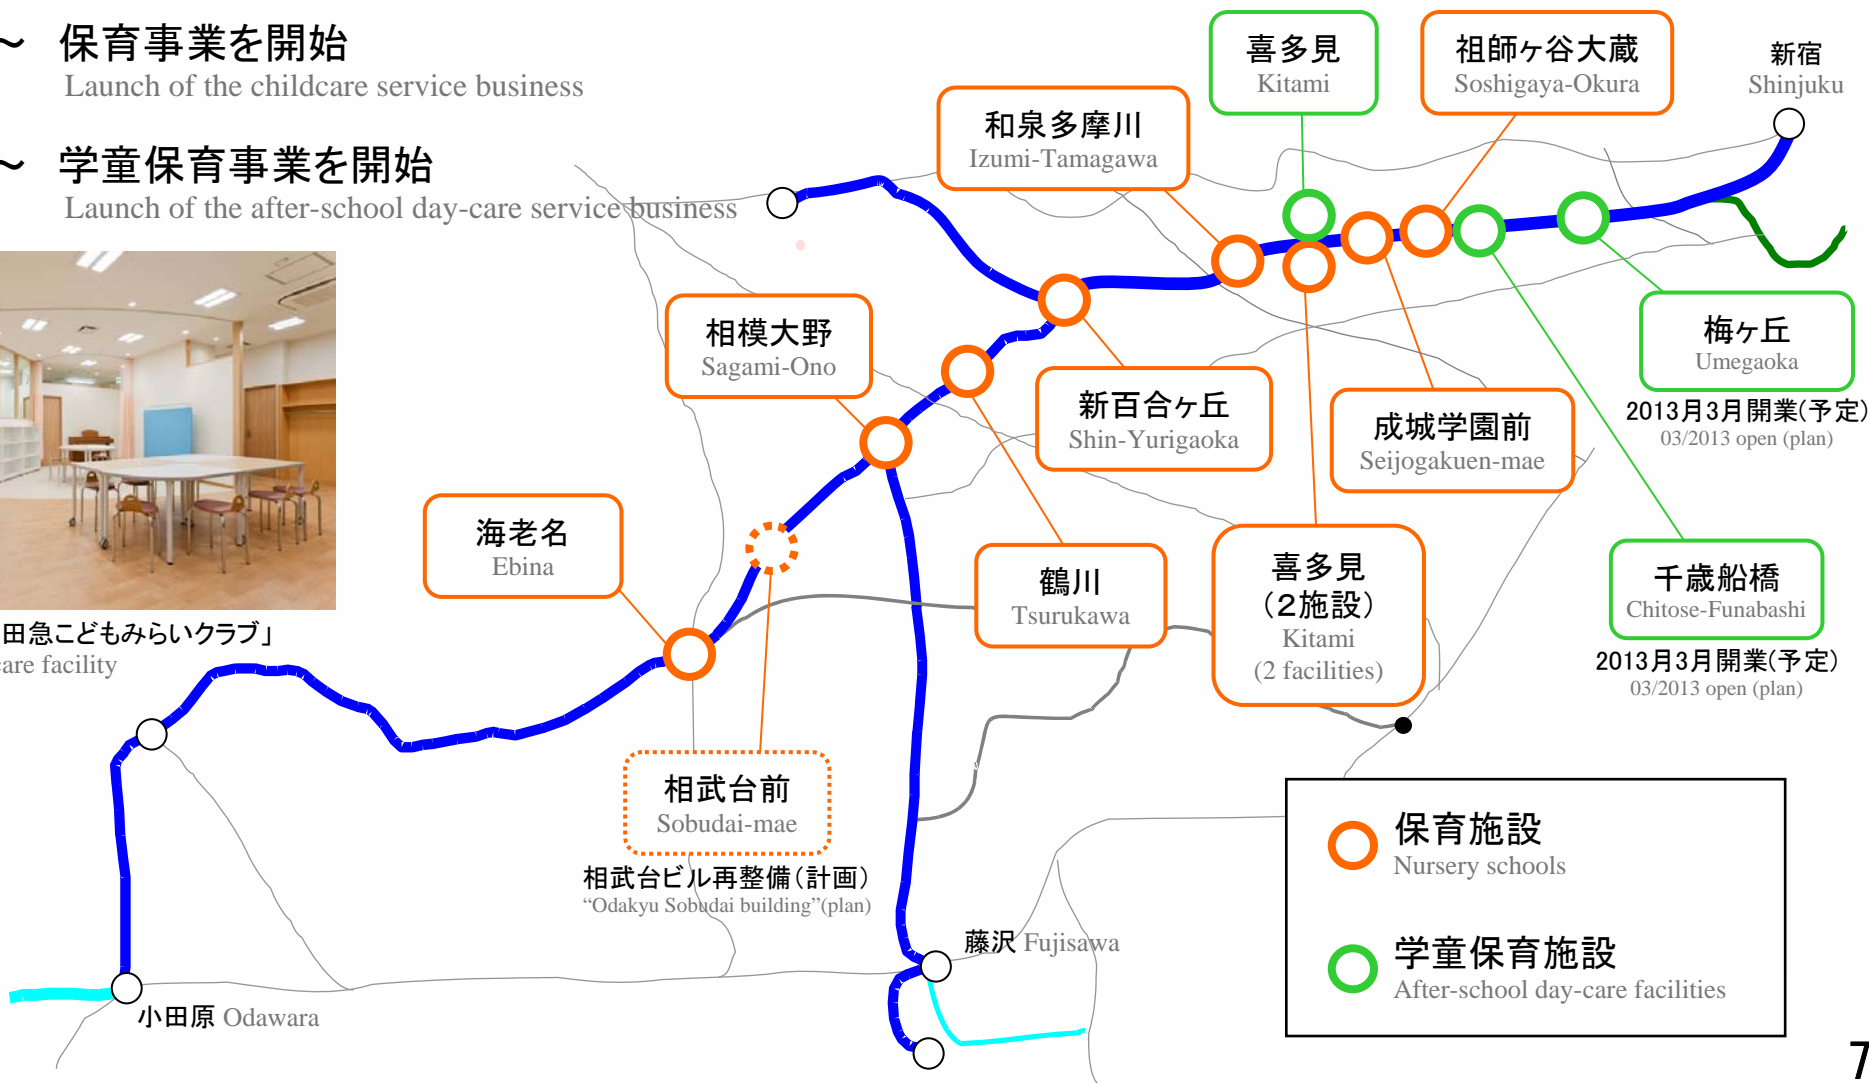 ～ 保育事業を開始
Launch of the childcare service business
～ 学童保育事業を開始
Launch of the after-school day-care service business
喜多見
Kitami
祖師ヶ谷大蔵
Soshigaya-Okura
新宿
Shinjuku
和泉多摩川
Izumi-Tamagawa
相模大野
Sagami-Ono
新百合ヶ丘
Shin-Yurigaoka
成城学園前
Seijogakuen-mae
梅ヶ丘
Umegaoka
2013月3月開業(予定)
03/2013 open (plan)
海老名
Ebina
鶴川
Tsurukawa
喜多見
（２施設）
Kitami
(2 facilities)
千歳船橋
Chitose-Funabashi
2013月3月開業(予定)
03/2013 open (plan)
田急こどもみらいクラブ」
care facility
相武台前
Sobudai-mae
相武台ビル再整備（計画）
“Odakyu Sobudai building”(plan)
藤沢 Fujisawa
小田原 Odawara
保育施設
Nursery schools
学童保育施設
After-school day-care facilities
7